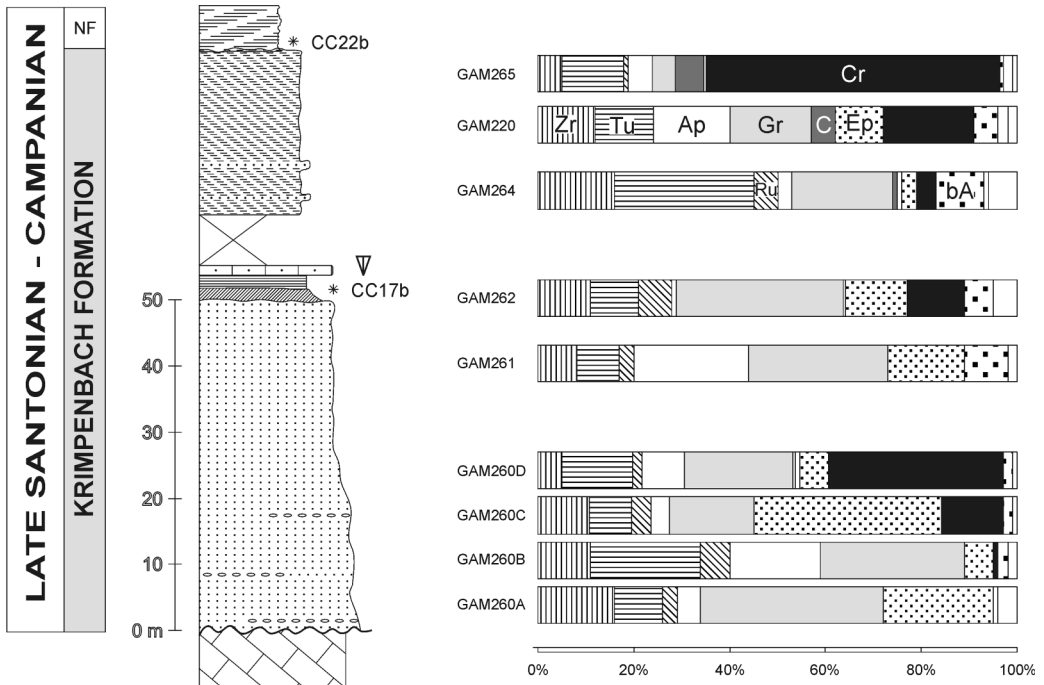 LATE SANTONIAN - CAMPANIAN
NF
KRIMPENBACH FORMATION
* CC22b
* CC17b
50
40
30
20
10
0 m
GAM265
Cr
GAM220
Zr
Tu
Ap
Gr
C
Ep
GAM264
Ru
bA
GAM262
GAM261
GAM260D
GAM260C
GAM260B
GAM260A
0%
20%
40%
60%
80%
100%